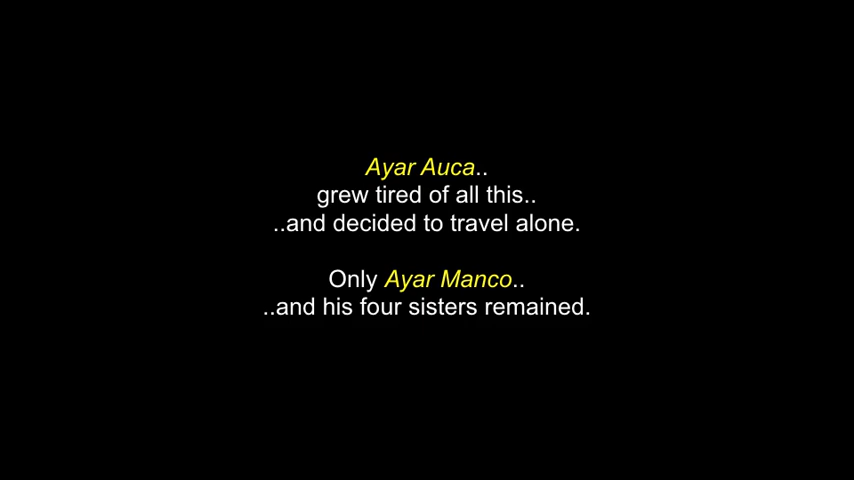 Ayar Auca..
grew tired of all this..
..and decided to travel alone.
Only Ayar Manco..
..and his four sisters remained.